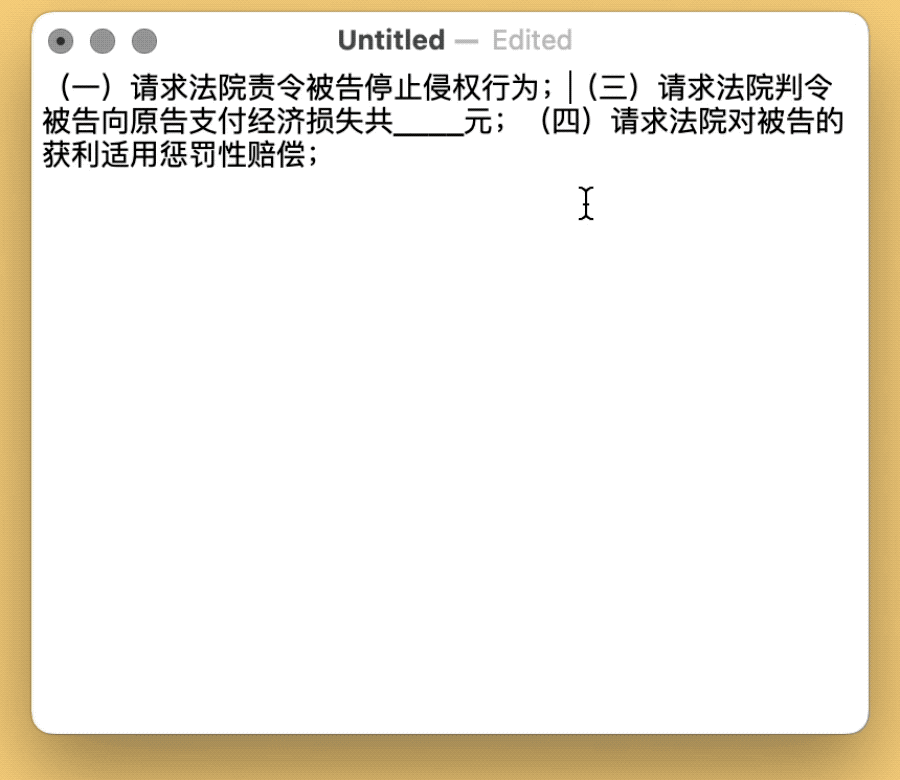 Untitled — Edited
（一）请求法院责令被告停止侵权行为；（三）请求法院判令
被告向原告支付经济损失共_____元；（四）请求法院对被告的
获利适用惩罚性赔偿；